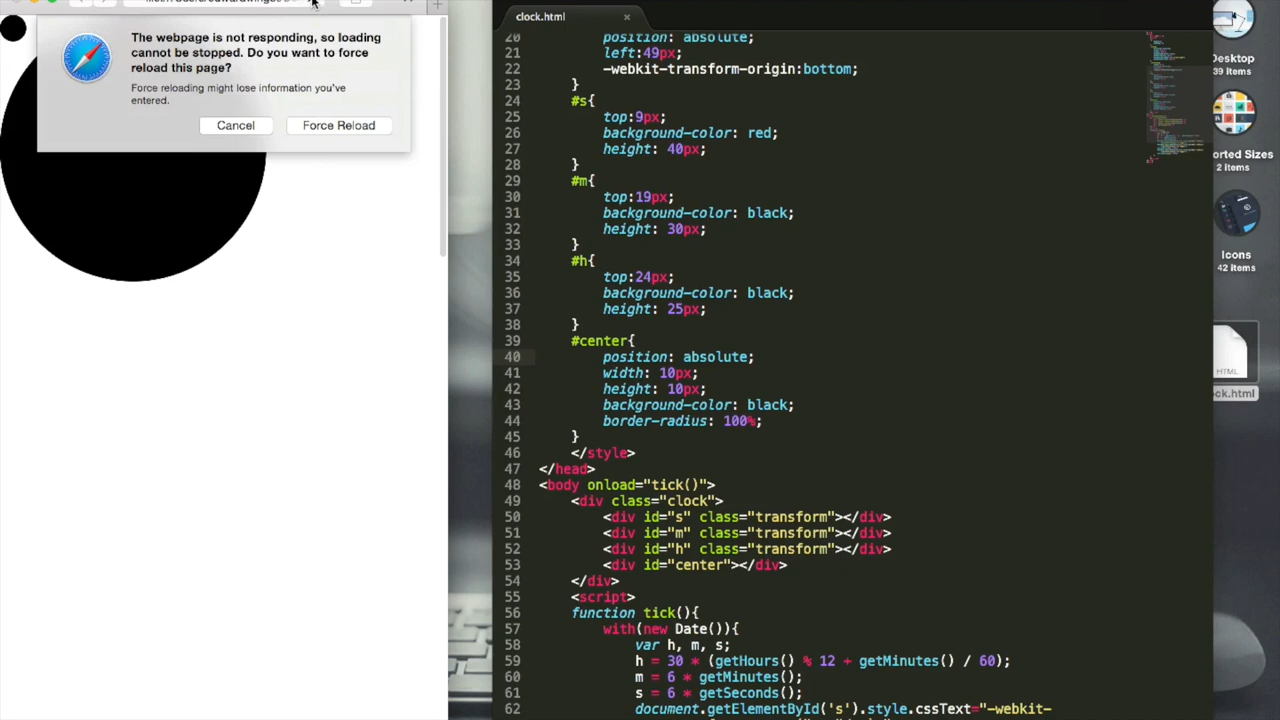 clock.html
The webpage is not responding, so loading
cannot be stopped. Do you want to force
reload this page?
Force reloading might lose information you've
entered.
Cancel
Force Reload
20 position: absolute;
21 left:49px;
22 -webkit-transform-origin:bottom;
23 }
24 #s{
25 top:9px;
26 background-color: red;
27 height: 40px;
28 }
29 #m{
30 top:19px;
31 background-color: black;
32 height: 30px;
33 }
34 #h{
35 top:24px;
36 background-color: black;
37 height: 25px;
38 }
39 #center{
40 position: absolute;
41 width: 10px;
42 height: 10px;
43 background-color: black;
44 border-radius: 100%;
45 }
46 </style>
47 </head>
48 <body onload="tick()">
49 <div class="clock">
50 <div id="s" class="transform"></div>
51 <div id="m" class="transform"></div>
52 <div id="h" class="transform"></div>
53 <div id="center"></div>
54 </div>
55 <script>
56 function tick(){
57 with(new Date()){
58 var h, m, s;
59 h = 30 * (getHours() % 12 + getMinutes() / 60);
60 m = 6 * getMinutes();
61 s = 6 * getSeconds();
62 document.getElementById('s').style.cssText="-webkit-
Desktop
39 items
orted Sizes
2 items
Icons
42 items
HTML
ock.html